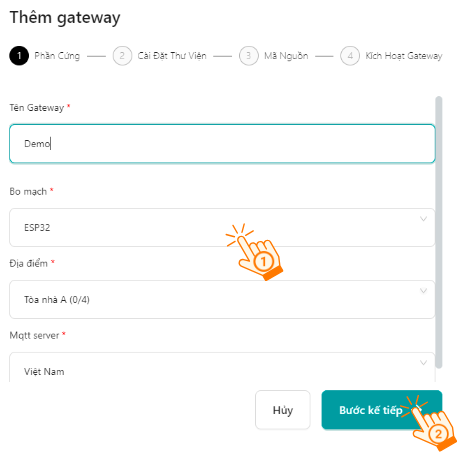 Thêm gateway
1 Phần Cứng 2 Cài Đặt Thư Viện 3 Mã Nguồn 4 Kích Hoạt Gateway
Tên Gateway *
Demo
Bo mạch *
ESP32
1
Địa điểm *
Tòa nhà A (0/4)
Mqtt server *
Việt Nam
Hủy Bước kế tiếp
2